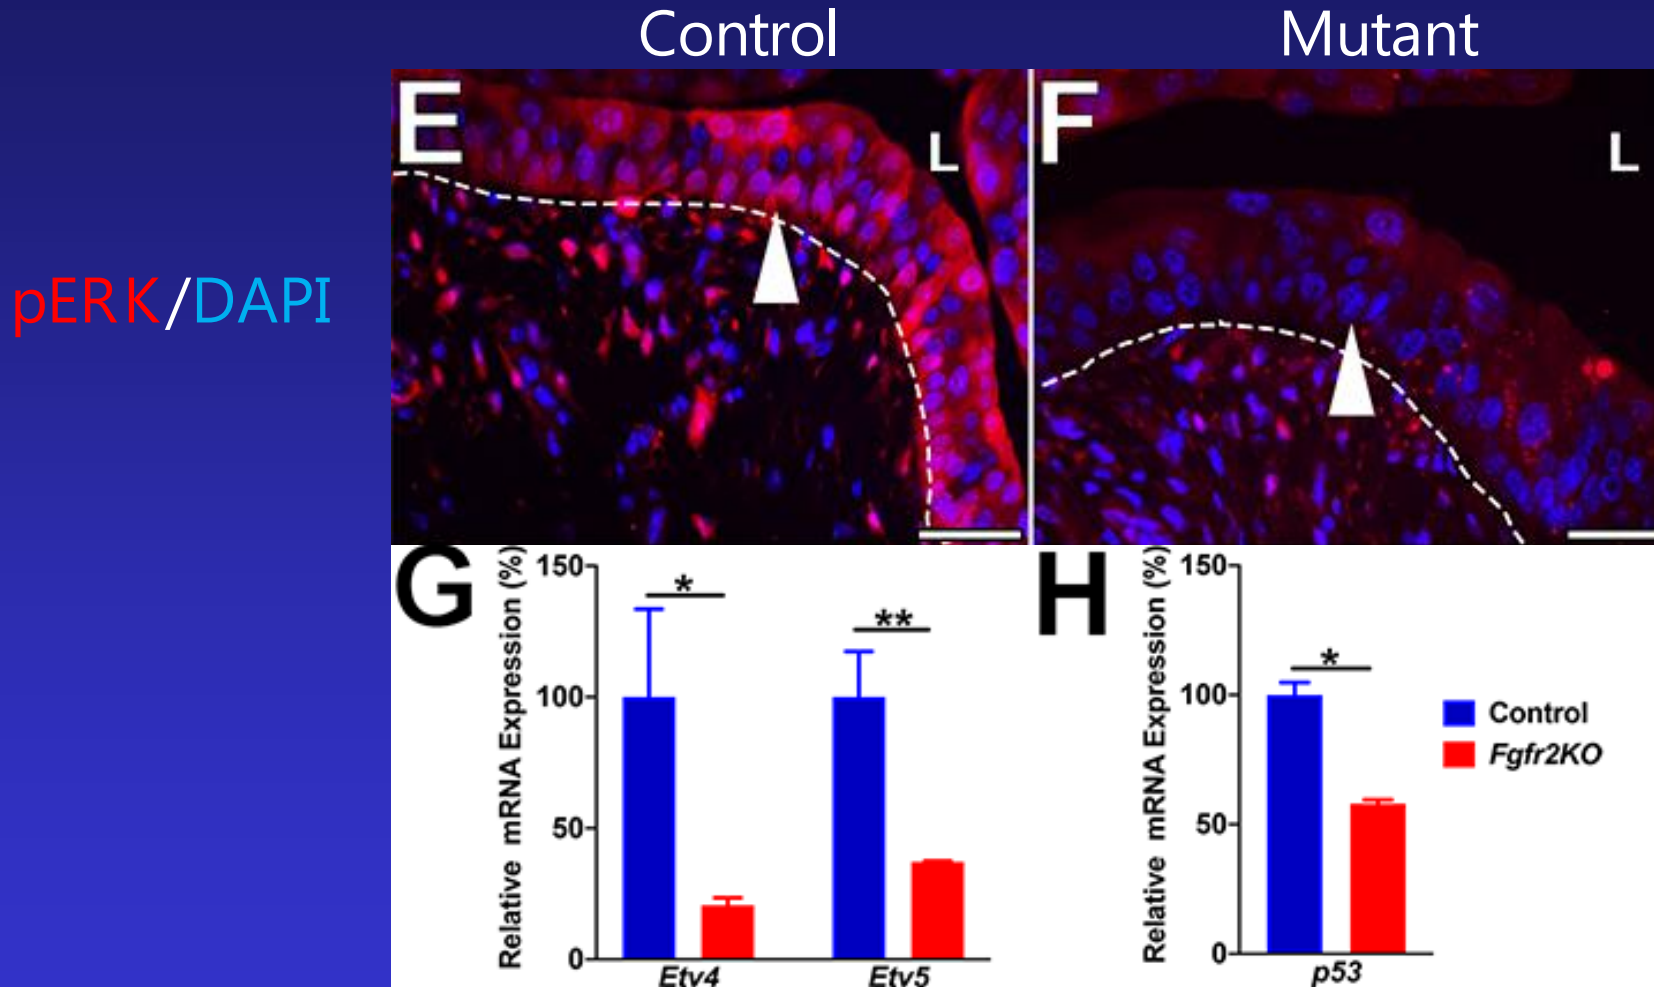 Control
Mutant
E
L
F
L
pERK/DAPI
G
Relative mRNA Expression (%)
150
100
50
0
*
**
Etv4
Etv5
H
Relative mRNA Expression (%)
150
100
50
0
*
p53
Control
Fgfr2KO